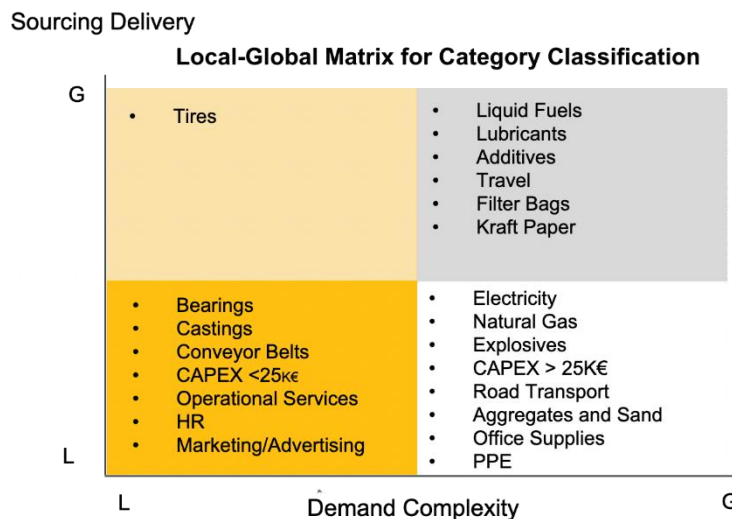 Sourcing Delivery
Local-Global Matrix for Category Classification
G
• Tires
• Liquid Fuels
• Lubricants
• Additives
• Travel
• Filter Bags
• Kraft Paper
• Bearings
• Castings
• Conveyor Belts
• CAPEX <25K€
• Operational Services
• HR
• Marketing/Advertising
• Electricity
• Natural Gas
• Explosives
• CAPEX > 25K€
• Road Transport
• Aggregates and Sand
• Office Supplies
• PPE
L
L
Demand Complexity
G